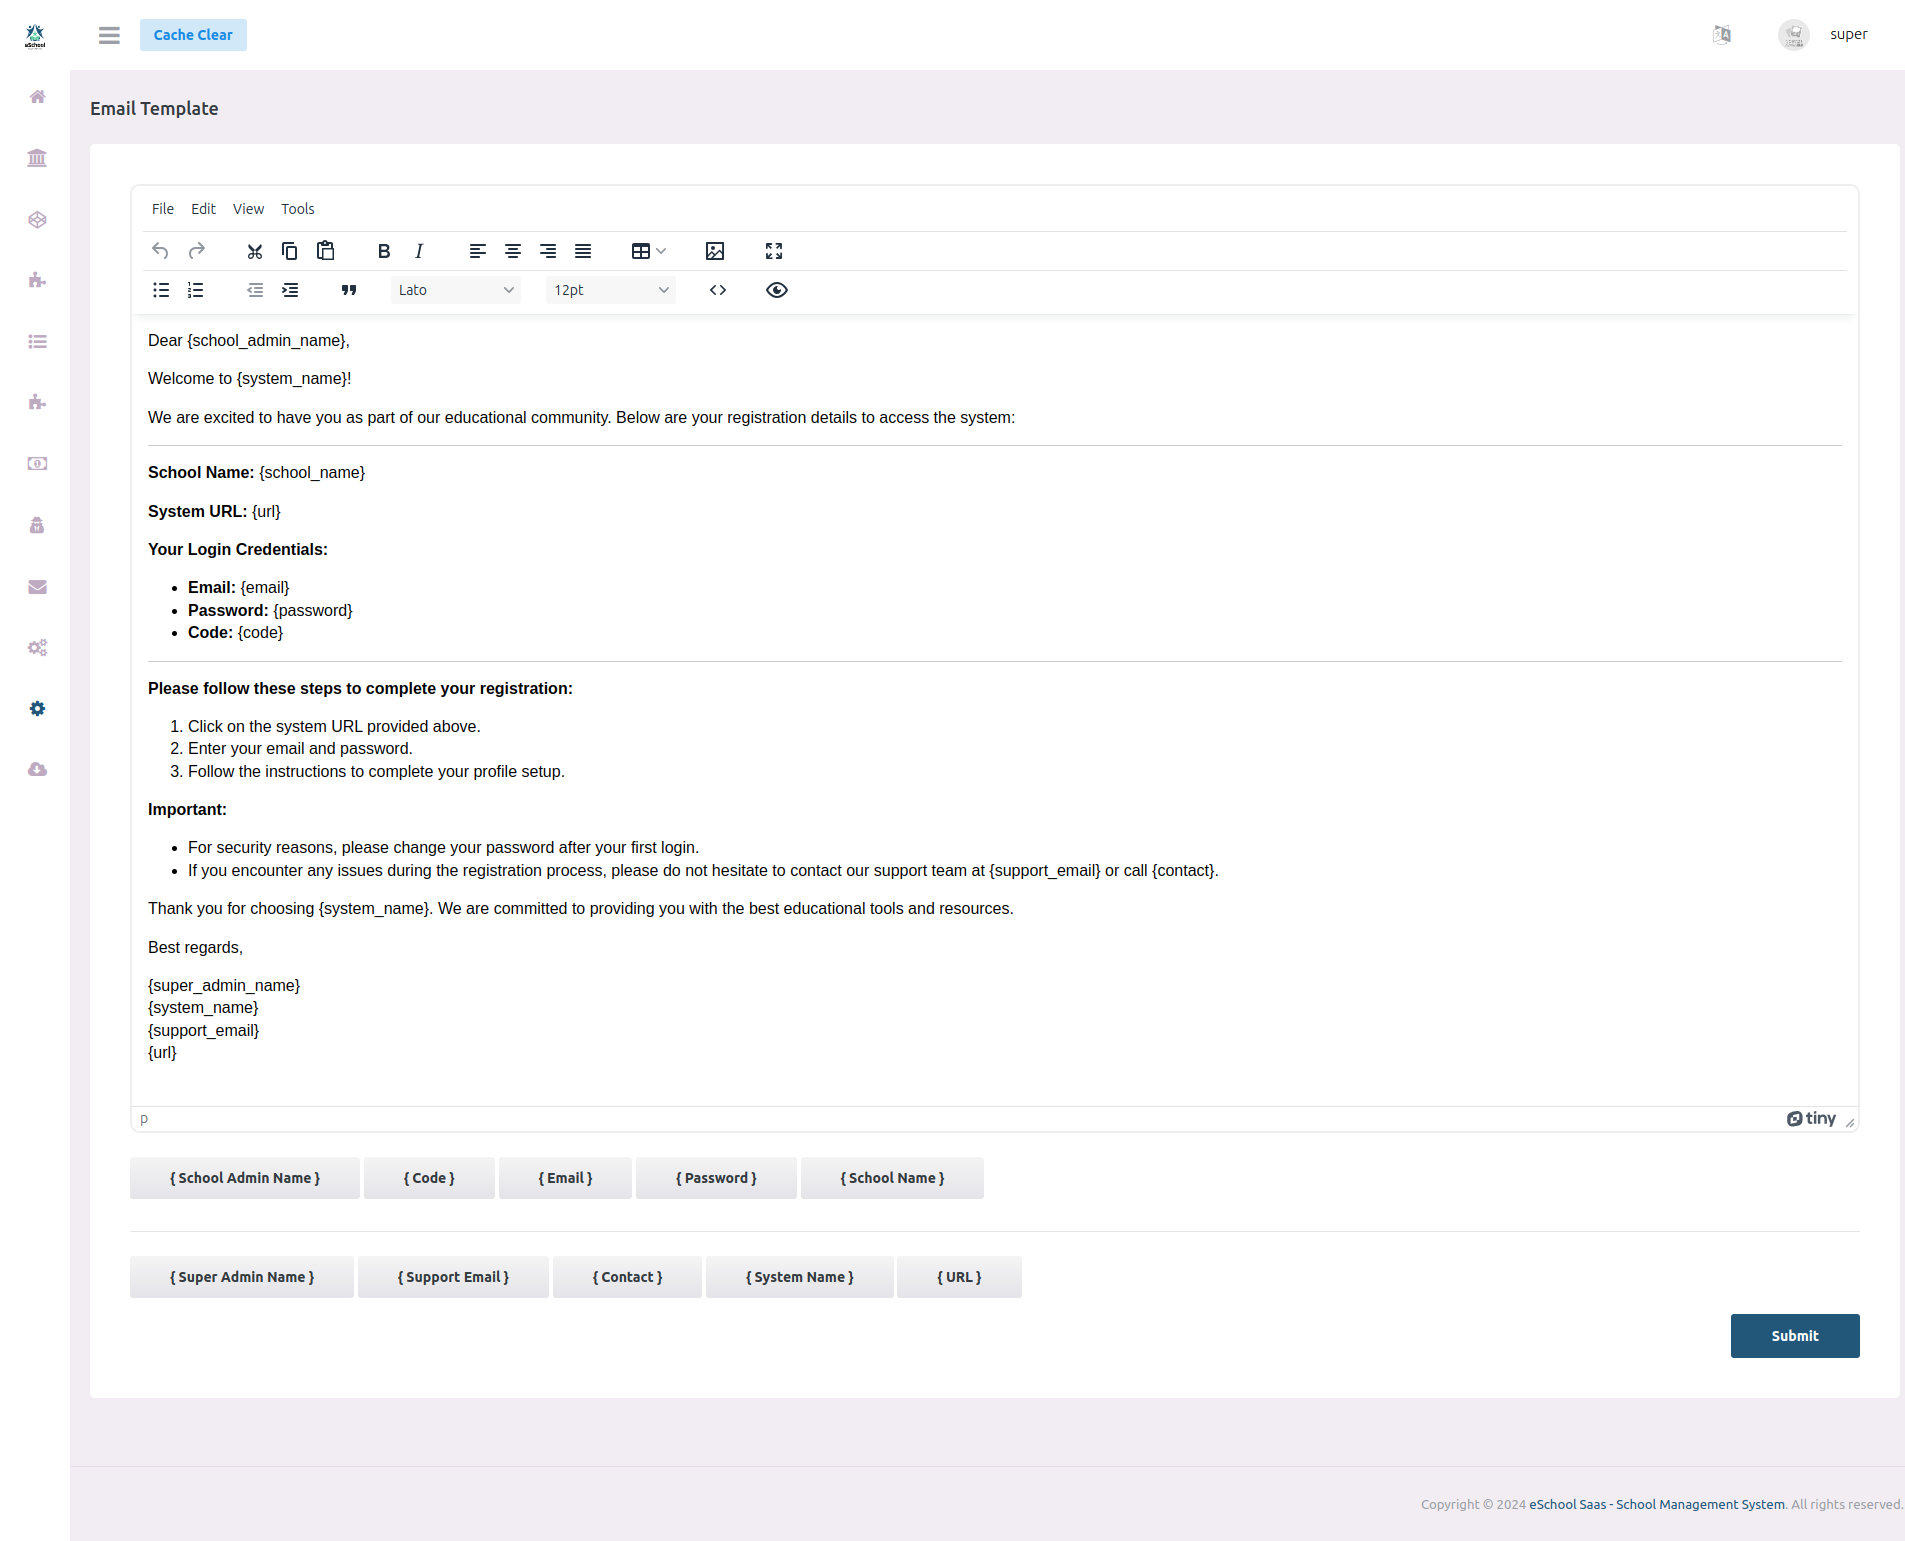 eSchool
Cache Clear
super
Email Template
File Edit View Tools
Lato 12pt
Dear {school_admin_name},
Welcome to {system_name}!
We are excited to have you as part of our educational community. Below are your registration details to access the system:
School Name: {school_name}
System URL: {url}
Your Login Credentials:
• Email: {email}
• Password: {password}
• Code: {code}
Please follow these steps to complete your registration:
1. Click on the system URL provided above.
2. Enter your email and password.
3. Follow the instructions to complete your profile setup.
Important:
• For security reasons, please change your password after your first login.
• If you encounter any issues during the registration process, please do not hesitate to contact our support team at {support_email} or call {contact}.
Thank you for choosing {system_name}. We are committed to providing you with the best educational tools and resources.
Best regards,
{super_admin_name}
{system_name}
{support_email}
{url}
p tiny
{ School Admin Name } { Code } { Email } { Password } { School Name }
{ Super Admin Name } { Support Email } { Contact } { System Name } { URL }
Submit
Copyright © 2024 eSchool Saas - School Management System. All rights reserved.